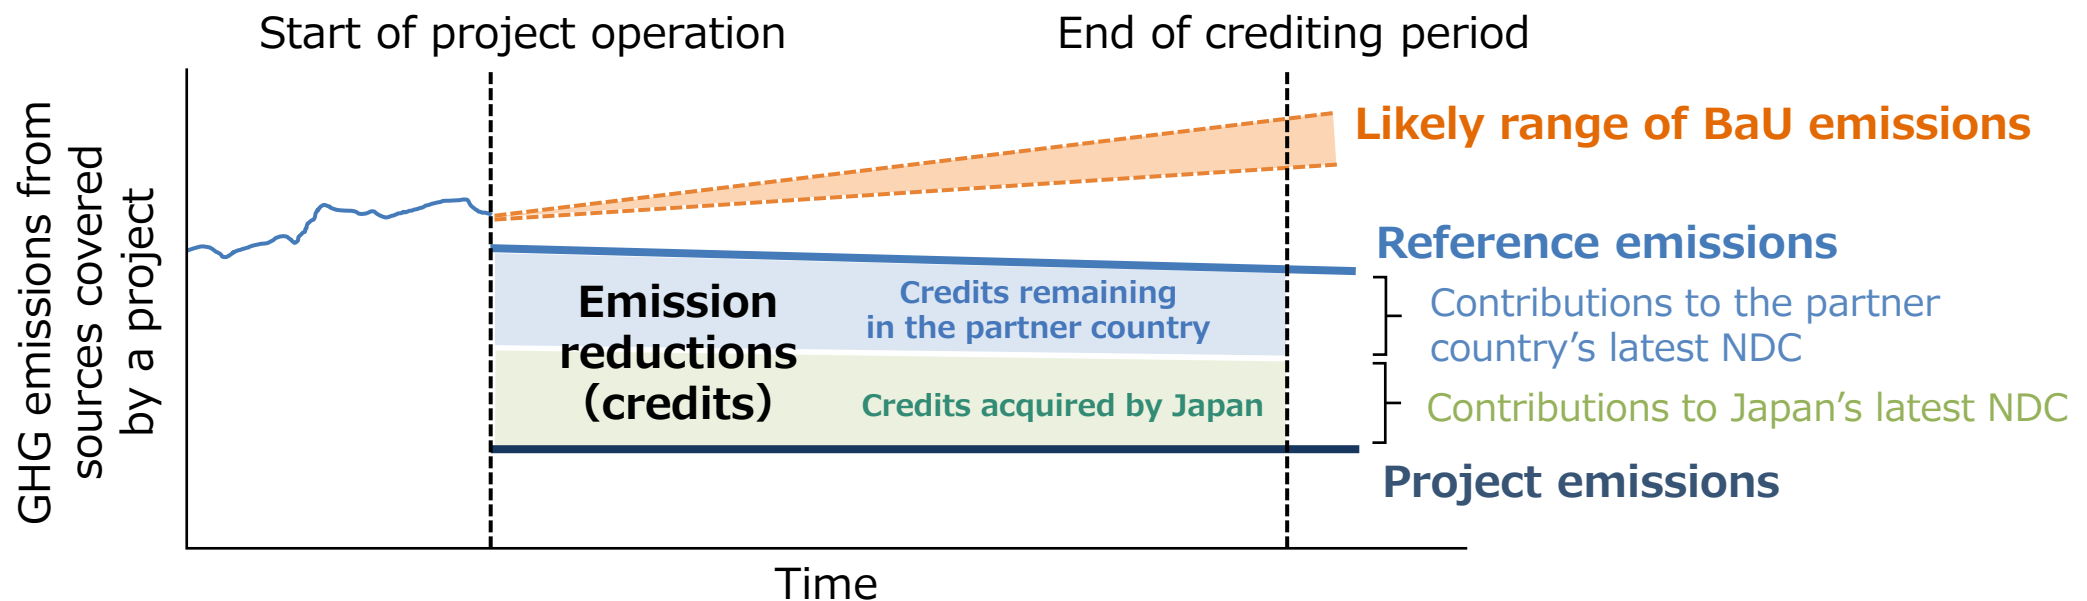 Start of project operation
End of crediting period
GHG emissions from
sources covered
by a project
Likely range of BaU emissions
Reference emissions
Emission
reductions
（credits）
Credits remaining
in the partner country
Contributions to the partner
country’s latest NDC
Credits acquired by Japan
Contributions to Japan’s latest NDC
Project emissions
Time